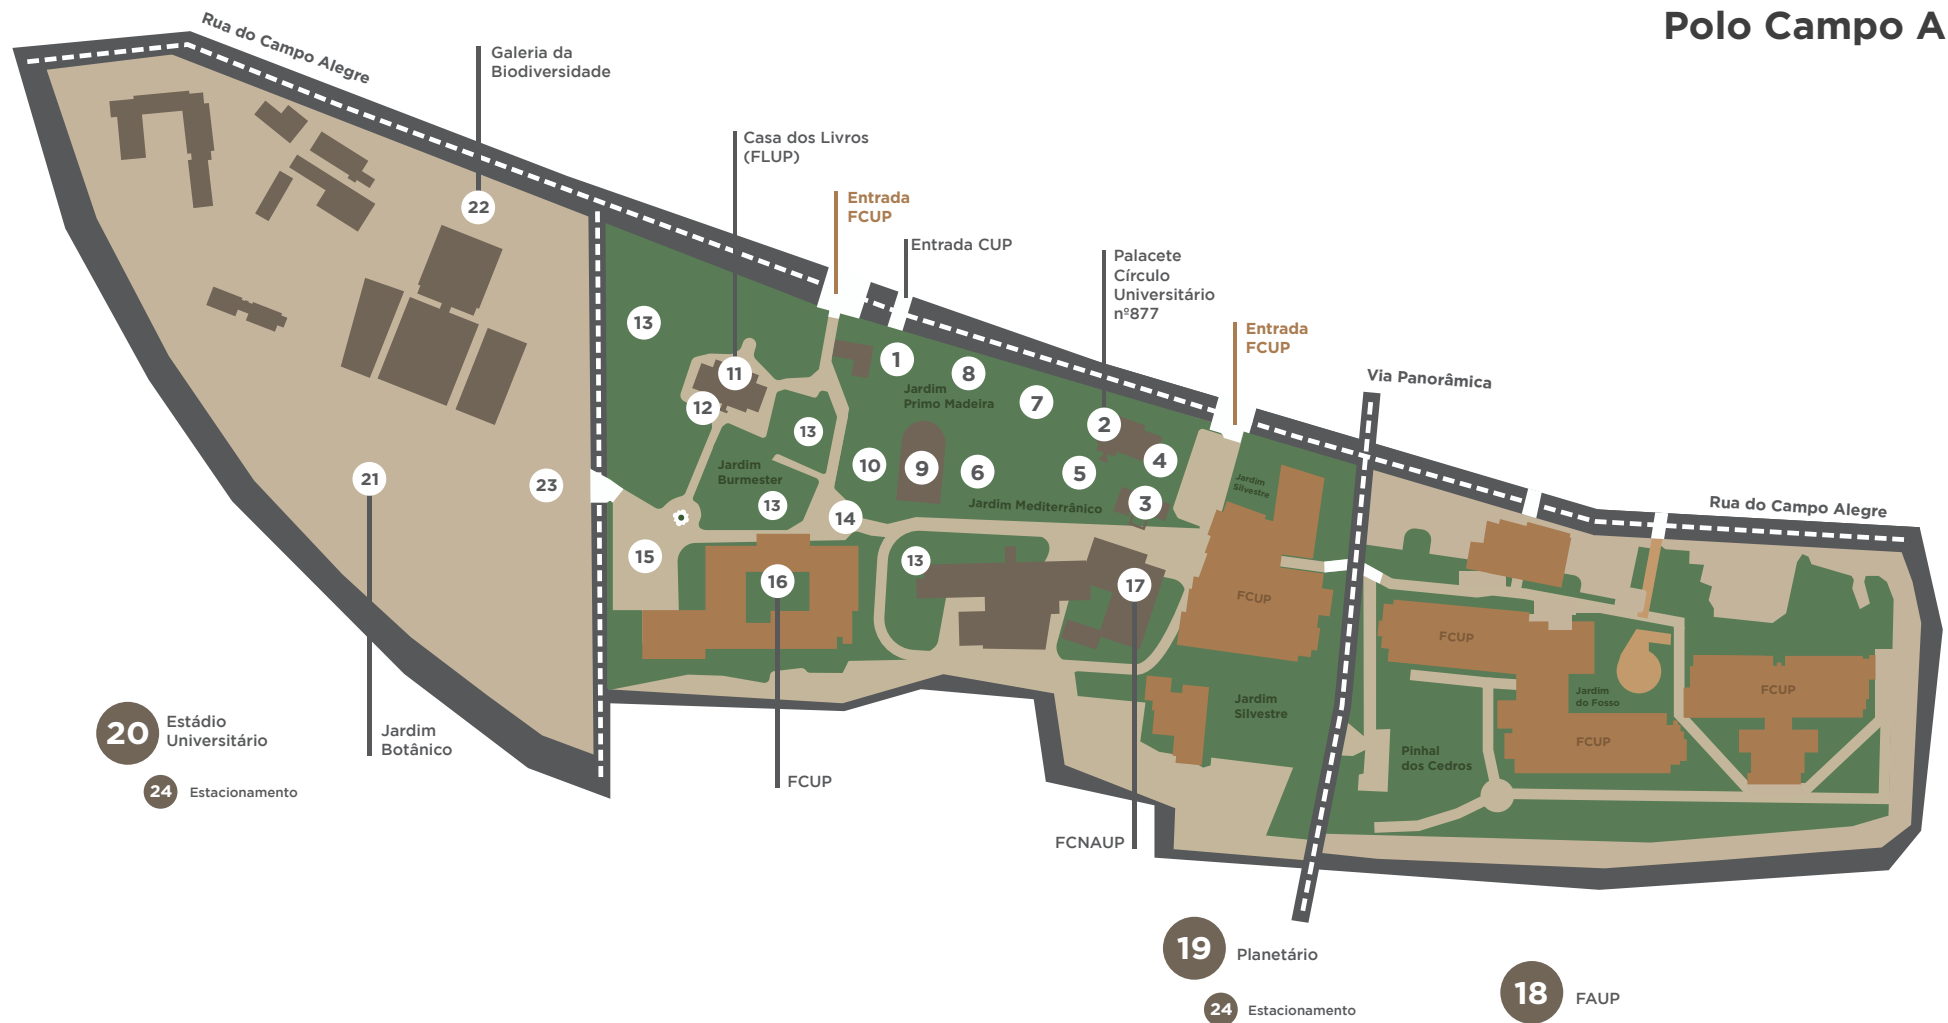 Polo Campo A
Rua do Campo Alegre
Galeria da
Biodiversidade
Casa dos Livros
(FLUP)
Entrada
FCUP
Entrada CUP
Palacete
Círculo
Universitário
nº877
Entrada
FCUP
Via Panorâmica
Rua do Campo Alegre
22
13
11
12
13
1
8
Jardim
Primo Madeira
7
2
4
10
9
6
5
3
Jardim
Silvestre
Jardim
Burmester
13
Jardim Mediterrânico
14
21
23
15
16
13
17
FCUP
FCUP
FCUP
FCUP
Jardim
do Fosso
Jardim
Silvestre
Pinhal
dos Cedros
20
Estádio
Universitário
24
Estacionamento
Jardim
Botânico
FCUP
FCNAUP
19
Planetário
24
Estacionamento
18
FAUP